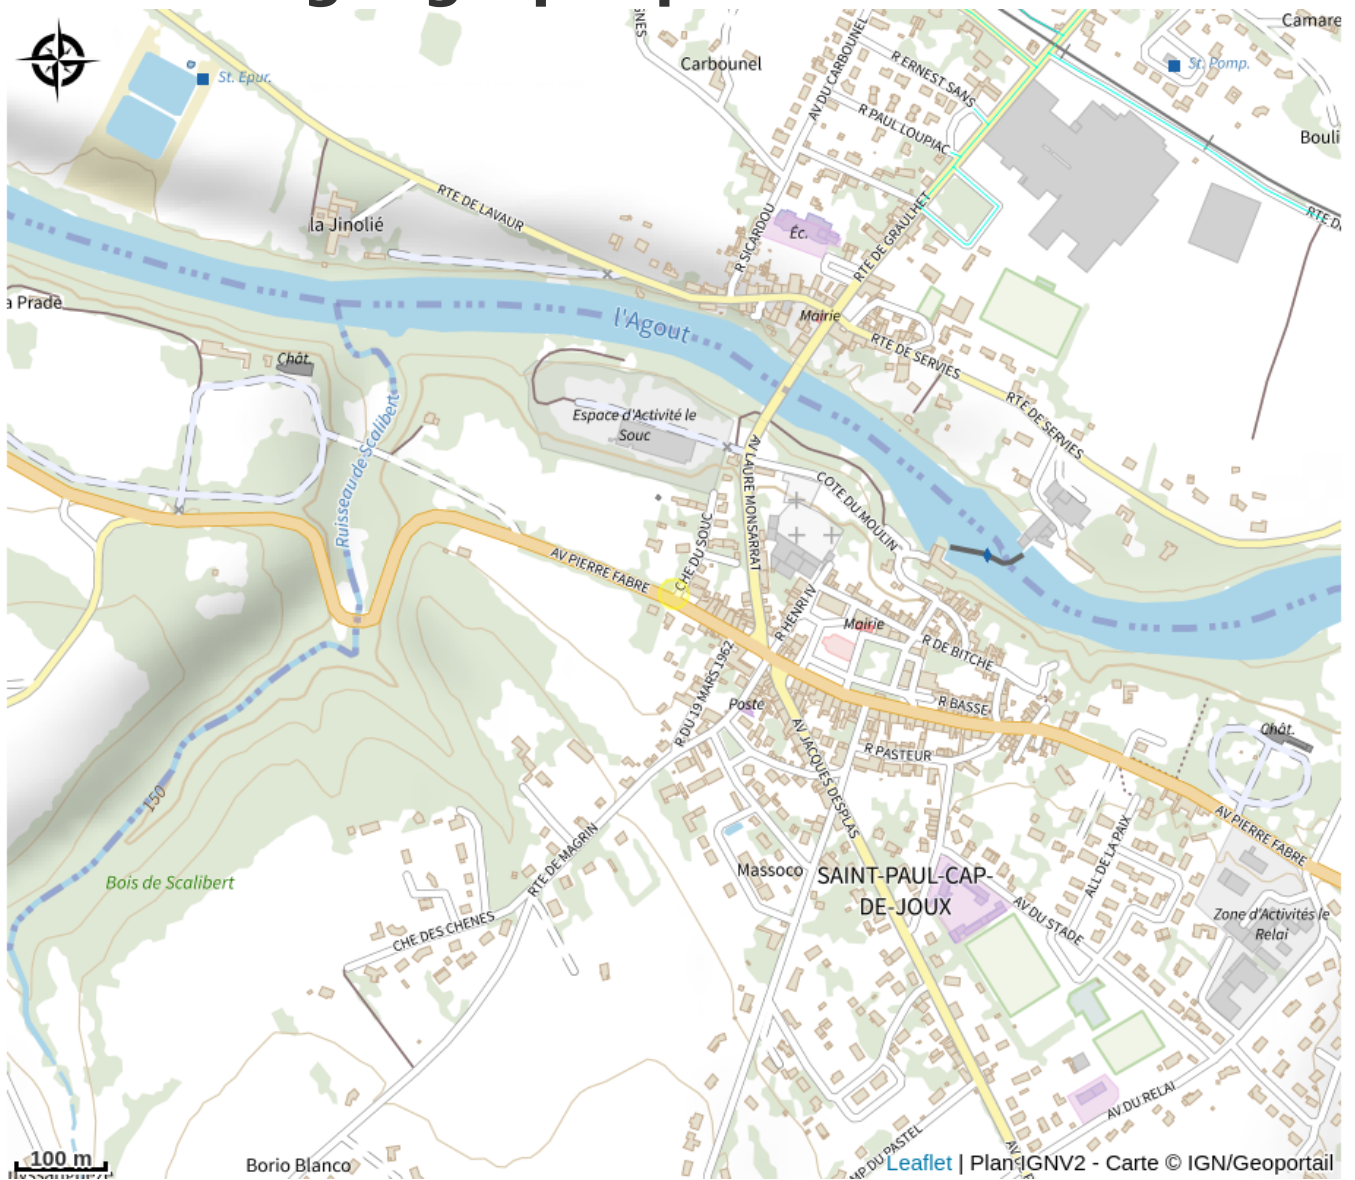 Camare
St. Epur.
Carbounel
R ERNEST SANS
St. Pomp.
AV DU CARBOUNEL
R PAUL LOUPIAC
Bouli
RTE DE LAVAUR
la Jinolié
R SICARDOU
Éc.
RTE DE GRAULHET
a Prade
l'Agout
Mairie
RTE DE SERVIES
Chât.
RTE DE SERVIES
Ruisseau de Scalibert
Espace d'Activité le
Souc
AV LAURE MONSARRAT
COTE DU MOULIN
AV PIERRE FABRE
CHE DU SOUC
R HENRI IV
Mairie
R DE BITCHE
R DU 19 MARS 1962
Poste
R BASSE
Chât.
AV JACQUES DESPLAS
R PASTEUR
150
AV PIERRE FABRE
RTE DE MAGRIN
ALL DE LA PAIX
Bois de Scalibert
Massoco
SAINT-PAUL-CAP-
DE-JOUX
CHE DES CHENES
AV DU STADE
Zone d'Activités le
Relai
AV DU RELAI
MP DU PASTEL
100 m
Borio Blanco
Leaflet | Plan IGNV2 - Carte © IGN/Geoportail